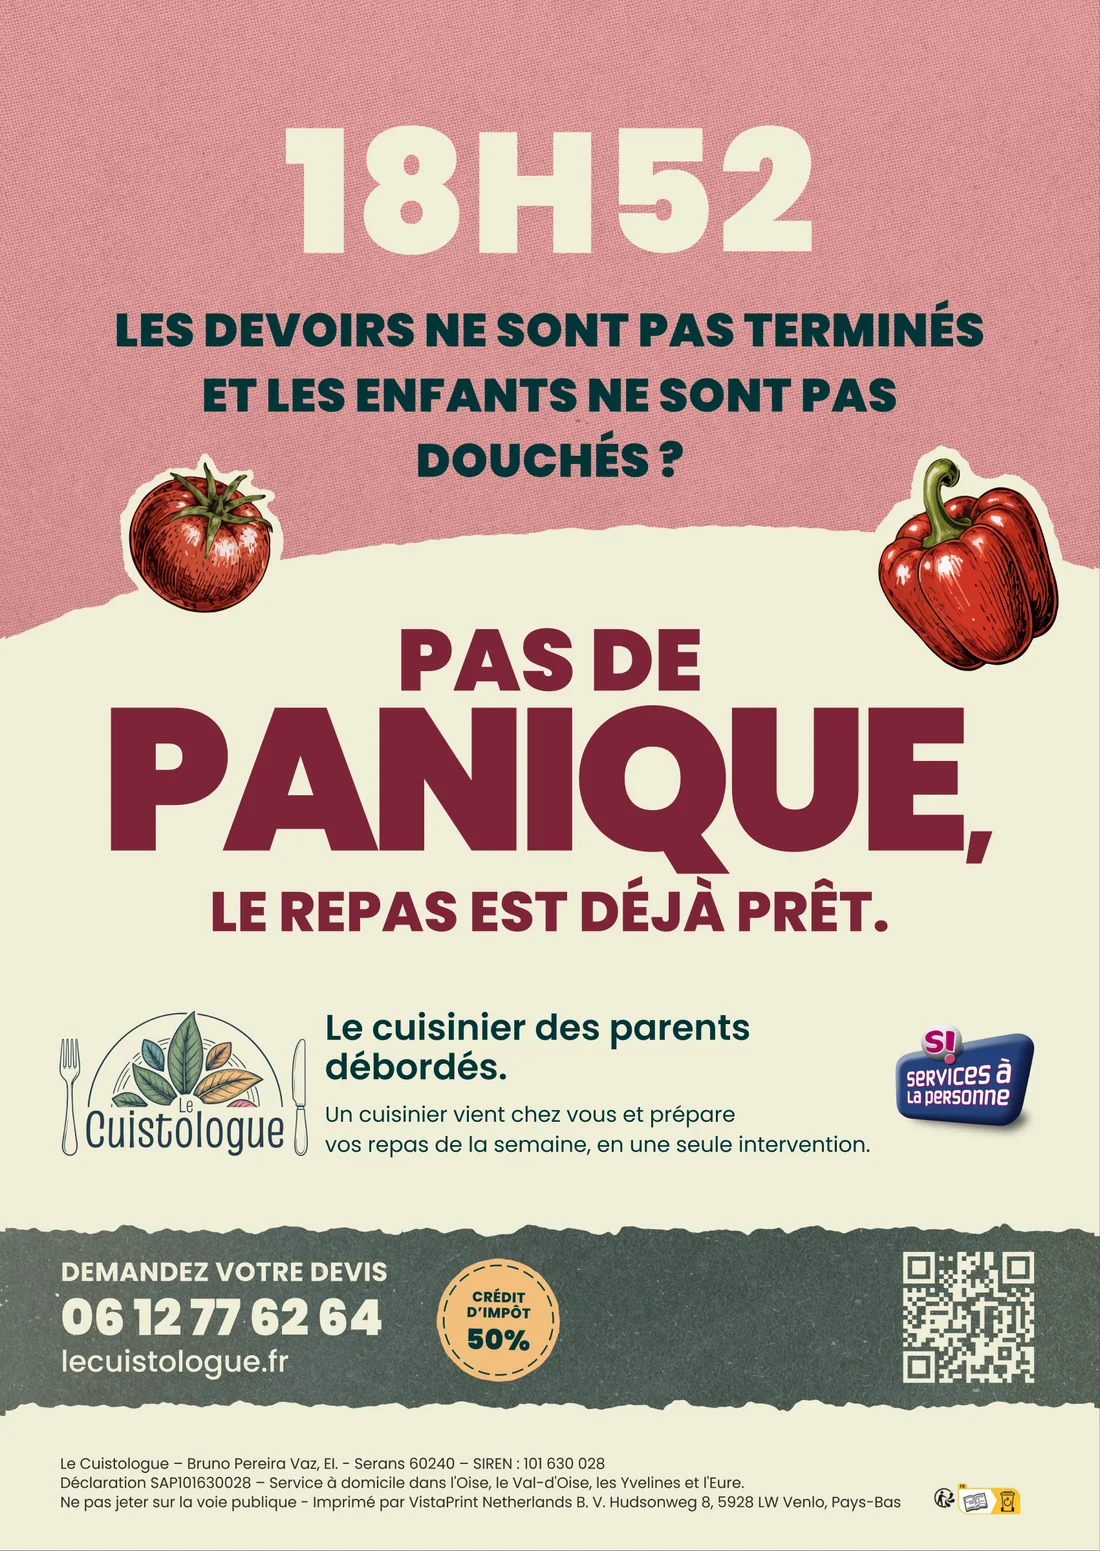 18H52
LES DEVOIRS NE SONT PAS TERMINÉS
ET LES ENFANTS NE SONT PAS
DOUCHÉS ?
PAS DE
PANIQUE,
LE REPAS EST DÉJÀ PRÊT.
Le
Cuistologue
Le cuisinier des parents
débordés.
Un cuisinier vient chez vous et prépare
vos repas de la semaine, en une seule intervention.
S!
services à
La personne
DEMANDEZ VOTRE DEVIS
06 12 77 62 64
lecuistologue.fr
CRÉDIT
D'IMPÔT
50%
Le Cuistologue – Bruno Pereira Vaz, EI. - Serans 60240 – SIREN : 101 630 028
Déclaration SAP101630028 – Service à domicile dans l'Oise, le Val-d'Oise, les Yvelines et l'Eure.
Ne pas jeter sur la voie publique - Imprimé par VistaPrint Netherlands B. V. Hudsonweg 8, 5928 LW Venlo, Pays-Bas
FR